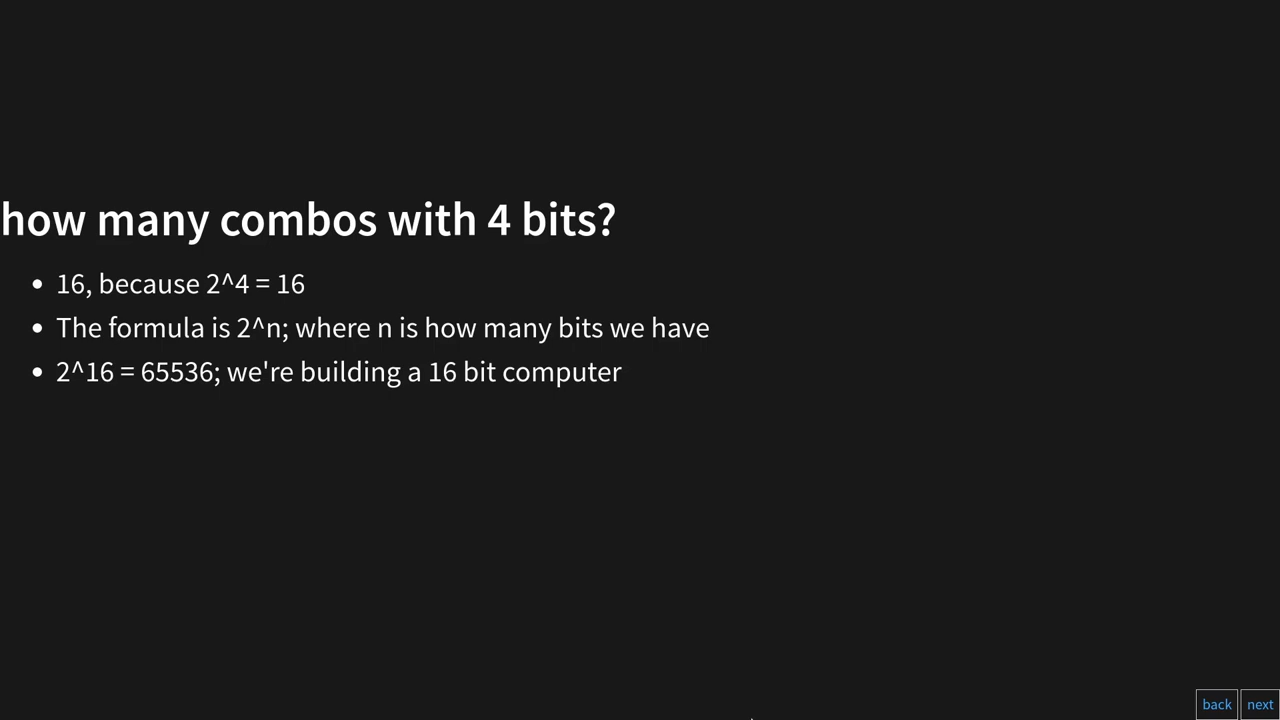 how many combos with 4 bits?
• 16, because 2^4 = 16
• The formula is 2^n; where n is how many bits we have
• 2^16 = 65536; we're building a 16 bit computer
back next